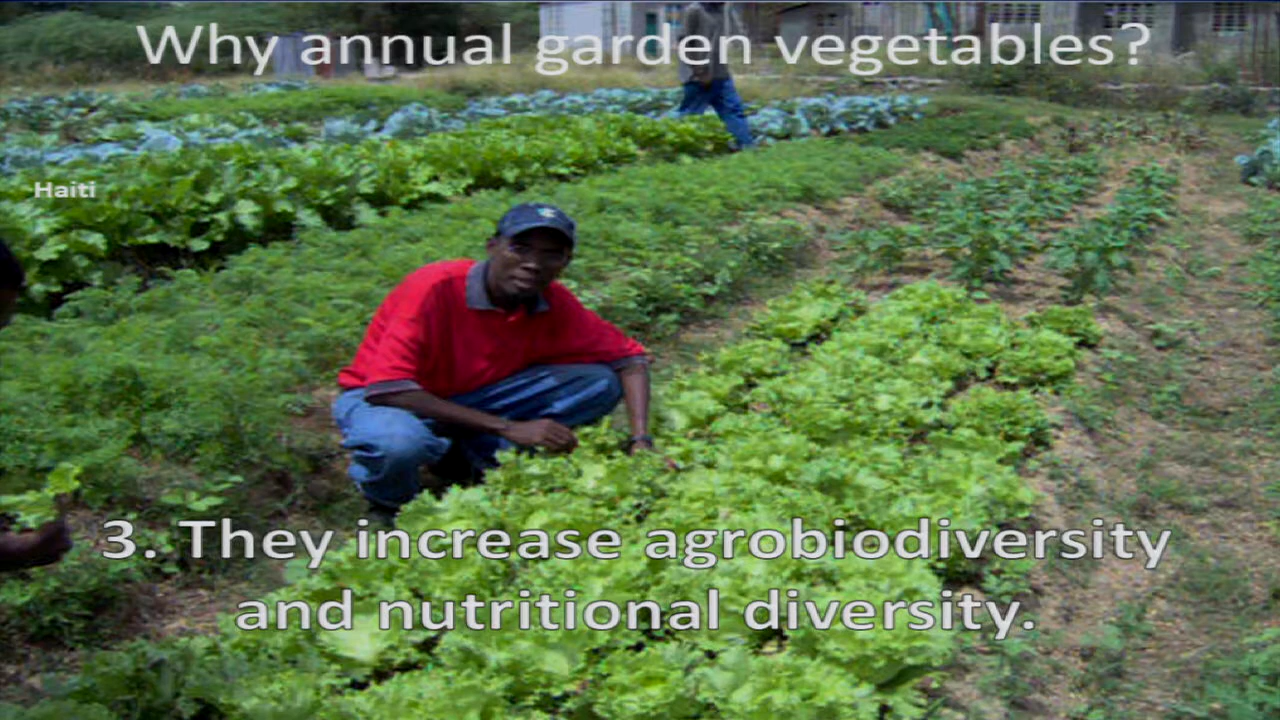 Why annual garden vegetables?
Haiti
3. They increase agrobiodiversity
and nutritional diversity.